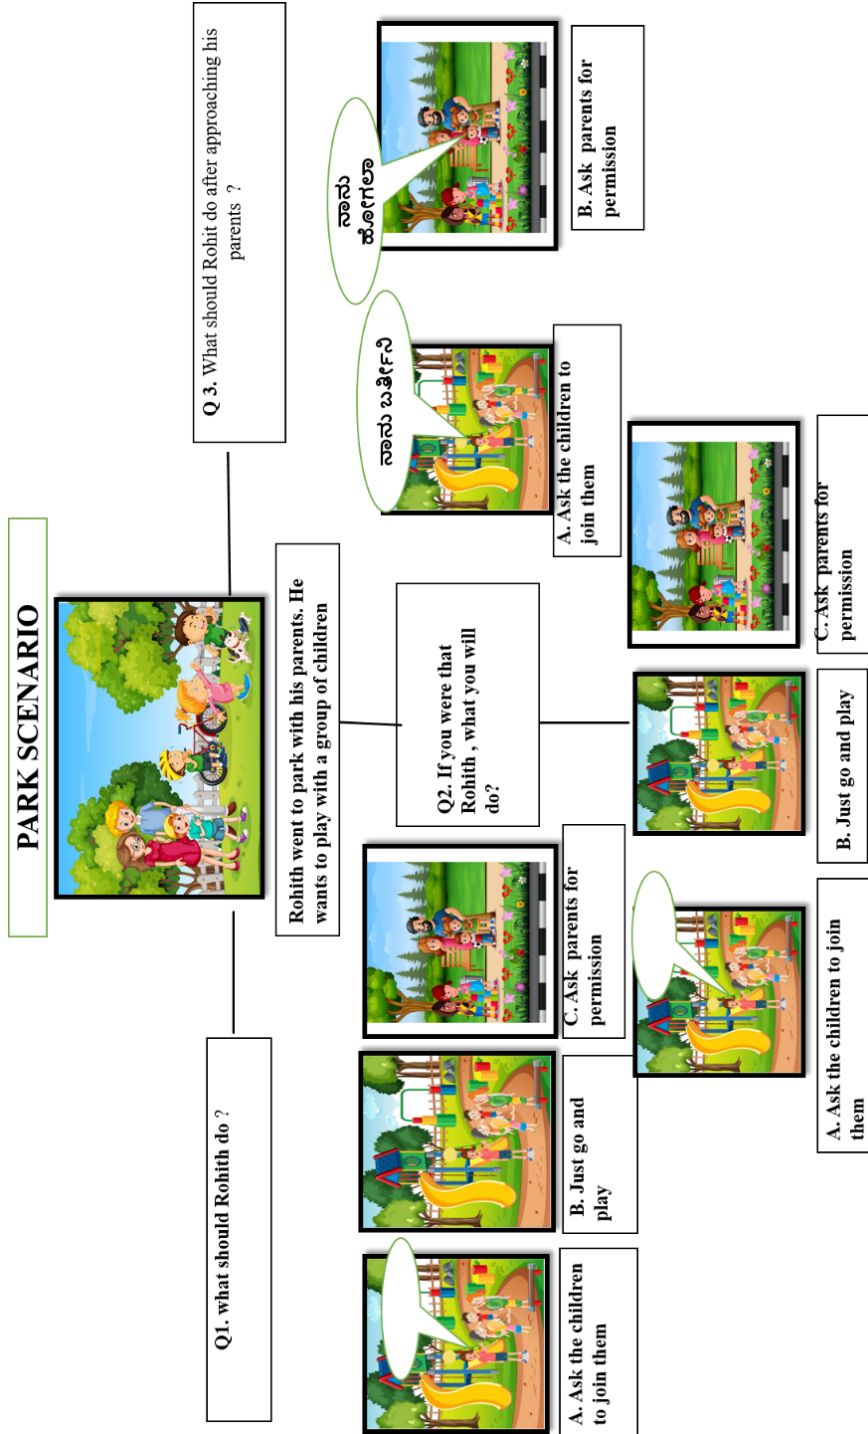 PARK SCENARIO
Rohith went to park with his parents. He
wants to play with a group of children
Q1. what should Rohith do ?
A. Ask the children
to join them
B. Just go and
play
C. Ask  parents for
permission
Q2. If you were that
Rohith , what you will
do?
A. Ask the children to join
them
B. Just go and play
C. Ask  parents for
permission
Q 3. What should Rohit do after approaching his
parents  ?
ನಾನು ಬರ್ತೀನಿ
A. Ask the children to
join them
ನಾನು
ಹೋಗಲಾ
B. Ask  parents for
permission